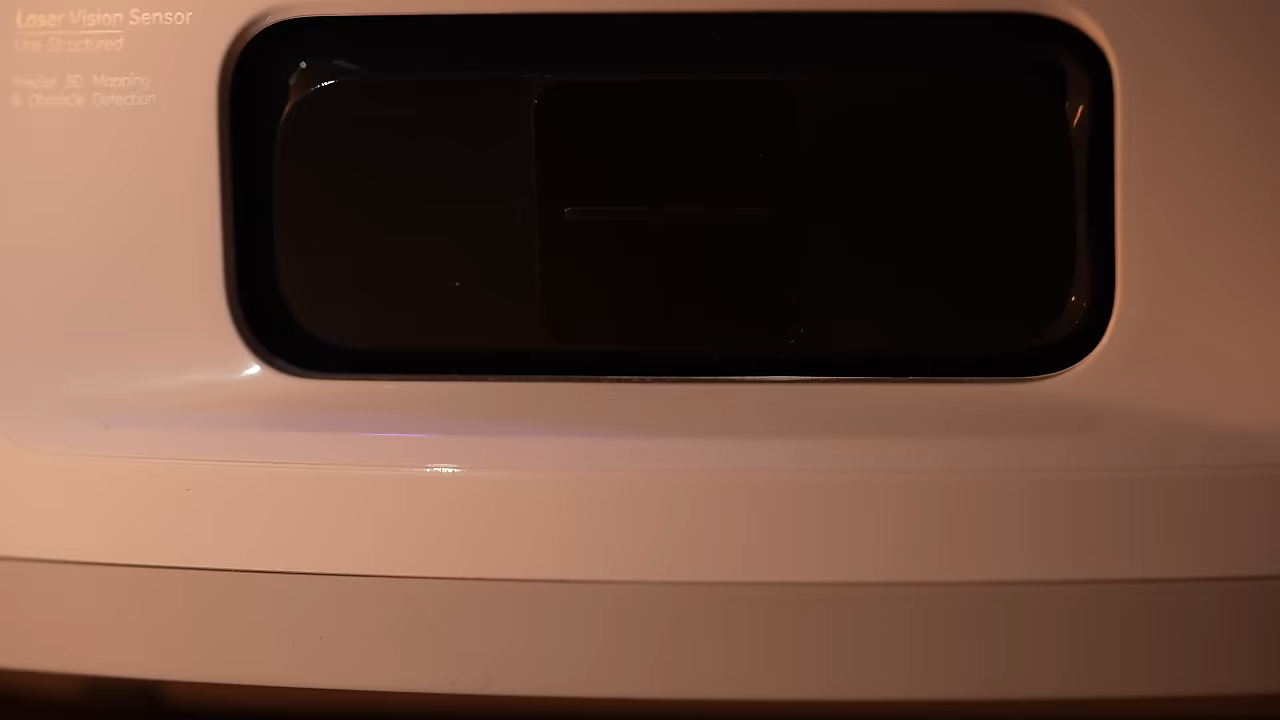 Laser Vision Sensor
Line Structured
Precise 3D Mapping
& Obstacle Detection